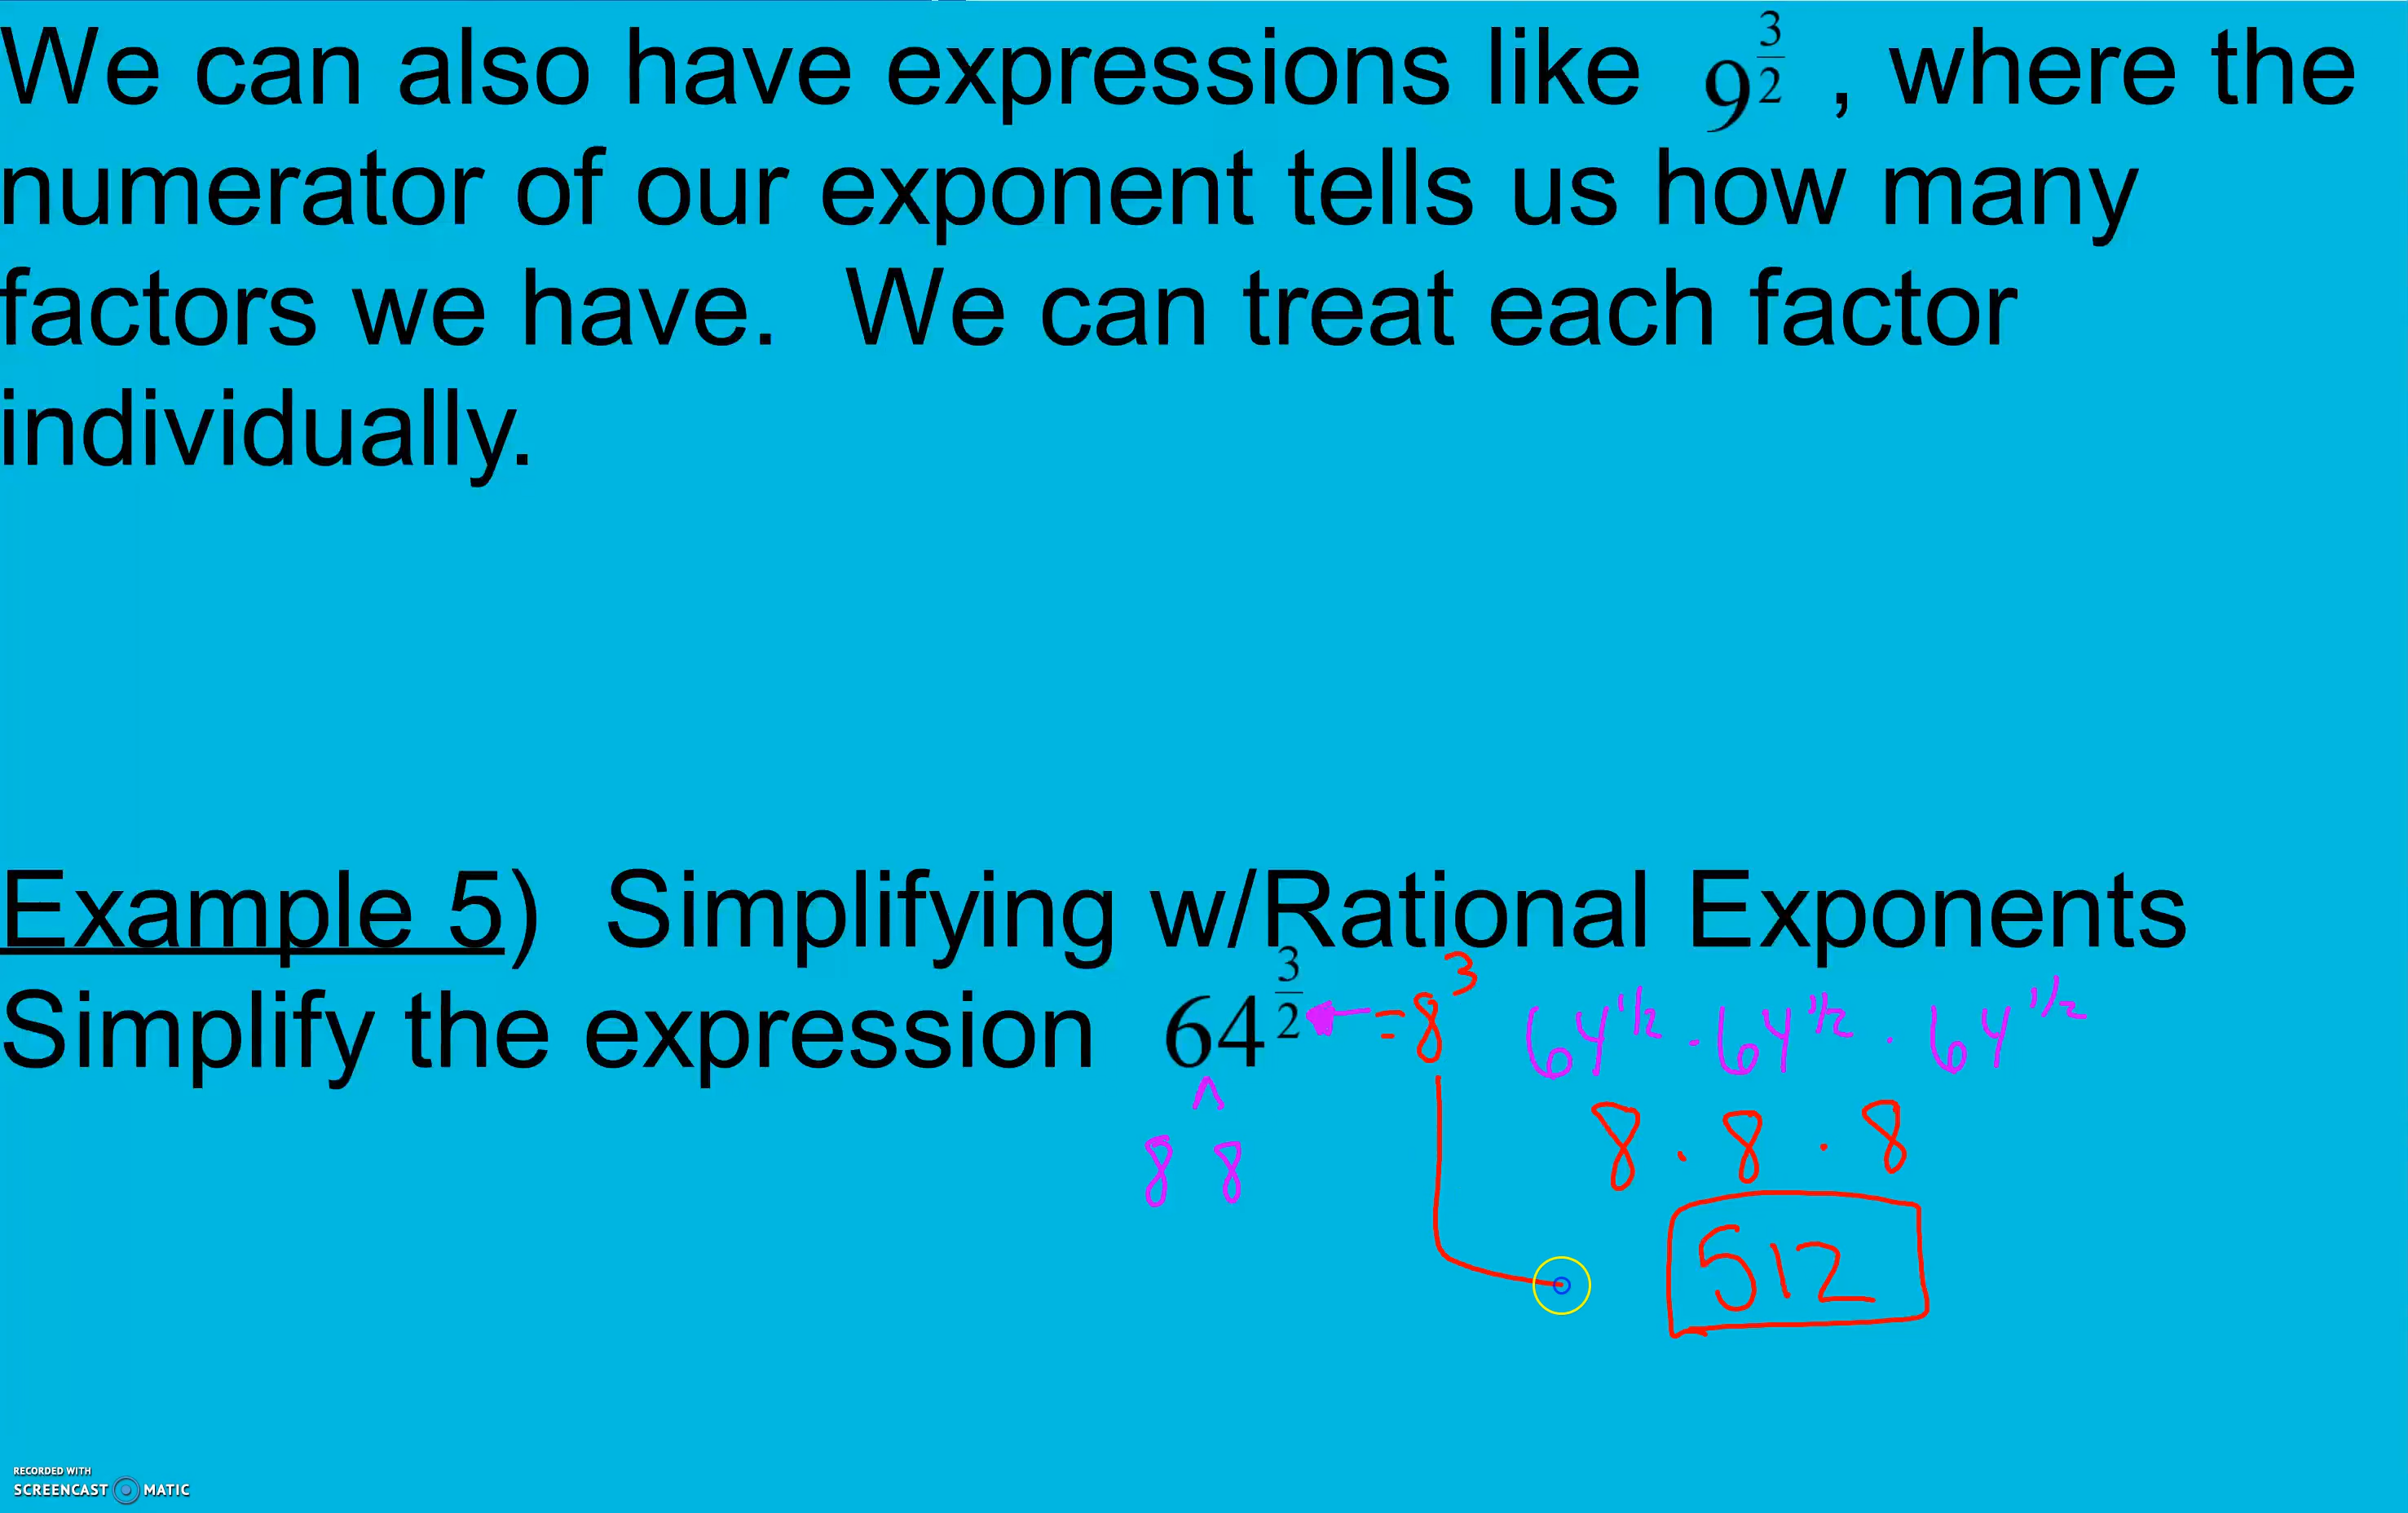 We can also have expressions like 9^(3/2), where the
numerator of our exponent tells us how many
factors we have. We can treat each factor
individually.
Example 5) Simplifying w/Rational Exponents
Simplify the expression 64^(3/2) = 8^3 64^(1/2) · 64^(1/2) · 64^(1/2)
8 8
8 · 8 · 8
512
RECORDED WITH
SCREENCAST MATIC